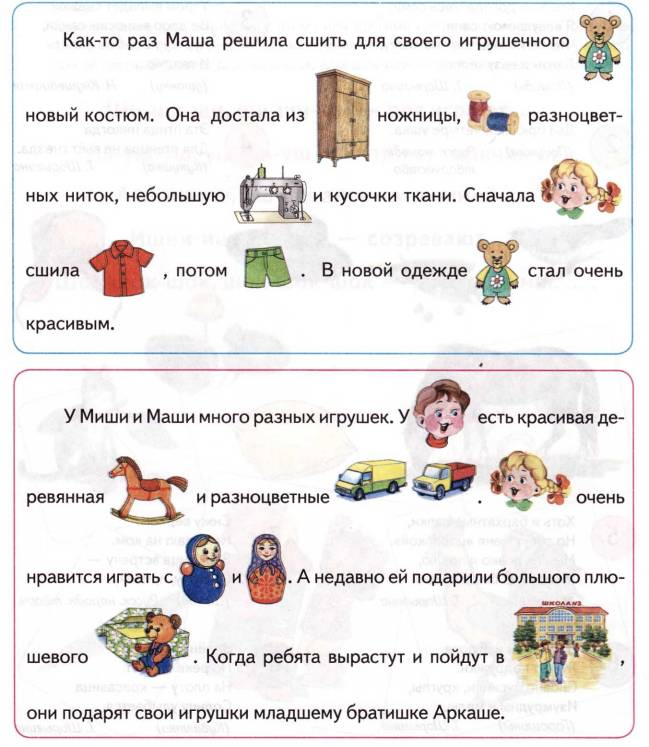 Как-то раз Маша решила сшить для своего игрушечного
новый костюм. Она достала из ножницы, разноцвет-
ных ниток, небольшую и кусочки ткани. Сначала
сшила , потом . В новой одежде стал очень
красивым.
У Миши и Маши много разных игрушек. У есть красивая де-
ревянная и разноцветные . очень
нравится играть с и . А недавно ей подарили большого плю-
ШКОЛА №3
шевого . Когда ребята вырастут и пойдут в ,
они подарят свои игрушки младшему братишке Аркаше.